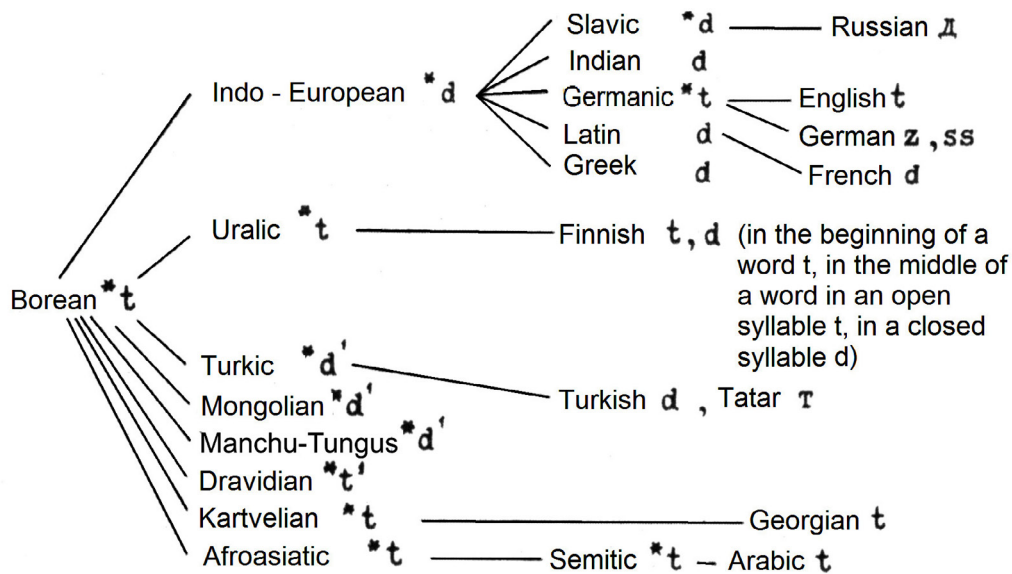 Slavic *d Russian Д
Indian d
Indo - European *d Germanic *t English t
Latin d German z , ss
Greek d French d
Uralic *t Finnish t, d (in the beginning of a
word t, in the middle of
a word in an open
syllable t, in a closed
syllable d)
Borean *t
Turkic *d'
Turkish d , Tatar т
Mongolian *d'
Manchu-Tungus *d'
Dravidian *t'
Kartvelian *t Georgian t
Afroasiatic *t Semitic *t – Arabic t